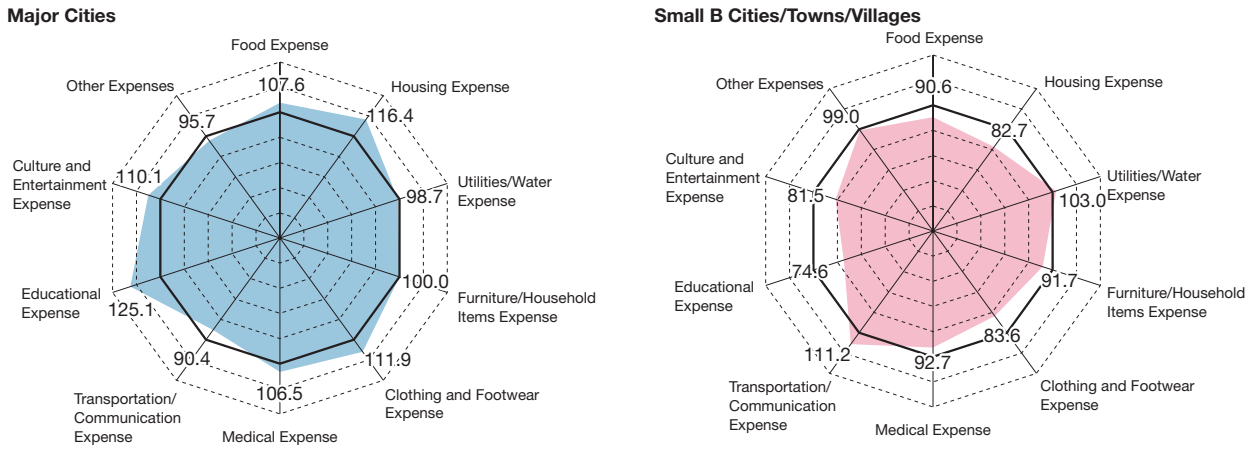 Major Cities
Food Expense
107.6
Housing Expense
116.4
Utilities/Water
Expense
98.7
Furniture/Household
Items Expense
100.0
Clothing and Footwear
Expense
111.9
Medical Expense
106.5
Transportation/
Communication
Expense
90.4
Educational
Expense
125.1
Culture and
Entertainment
Expense
110.1
Other Expenses
95.7
Small B Cities/Towns/Villages
Food Expense
90.6
Housing Expense
82.7
Utilities/Water
Expense
103.0
Furniture/Household
Items Expense
91.7
Clothing and Footwear
Expense
83.6
Medical Expense
92.7
Transportation/
Communication
Expense
111.2
Educational
Expense
74.6
Culture and
Entertainment
Expense
81.5
Other Expenses
99.0